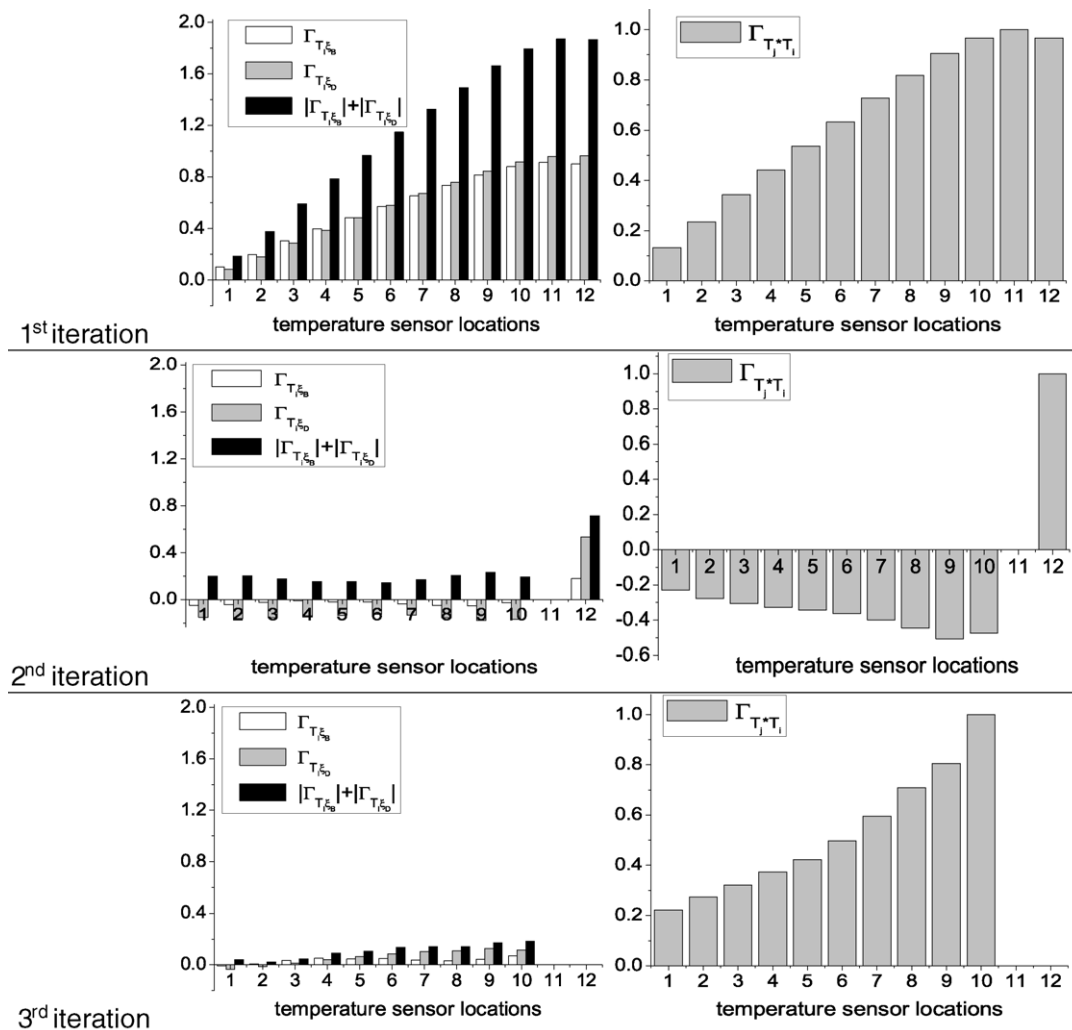 2.0
1.6
1.2
0.8
0.4
0.0
Γ_{T_iξ_B}
Γ_{T_iξ_D}
|Γ_{T_iξ_B}|+|Γ_{T_iξ_D}|
1 2 3 4 5 6 7 8 9 10 11 12
temperature sensor locations
1.0
0.8
0.6
0.4
0.2
0.0
Γ_{T_j*T_i}
1 2 3 4 5 6 7 8 9 10 11 12
temperature sensor locations
1st iteration
2.0
1.6
1.2
0.8
0.4
0.0
Γ_{T_iξ_B}
Γ_{T_iξ_D}
|Γ_{T_iξ_B}|+|Γ_{T_iξ_D}|
1 2 3 4 5 6 7 8 9 10 11 12
temperature sensor locations
1.0
0.8
0.6
0.4
0.2
0.0
-0.2
-0.4
-0.6
Γ_{T_j*T_i}
1 2 3 4 5 6 7 8 9 10 11 12
temperature sensor locations
2nd iteration
2.0
1.6
1.2
0.8
0.4
0.0
Γ_{T_iξ_B}
Γ_{T_iξ_D}
|Γ_{T_iξ_B}|+|Γ_{T_iξ_D}|
1 2 3 4 5 6 7 8 9 10 11 12
temperature sensor locations
1.0
0.8
0.6
0.4
0.2
0.0
Γ_{T_j*T_i}
1 2 3 4 5 6 7 8 9 10 11 12
temperature sensor locations
3rd iteration